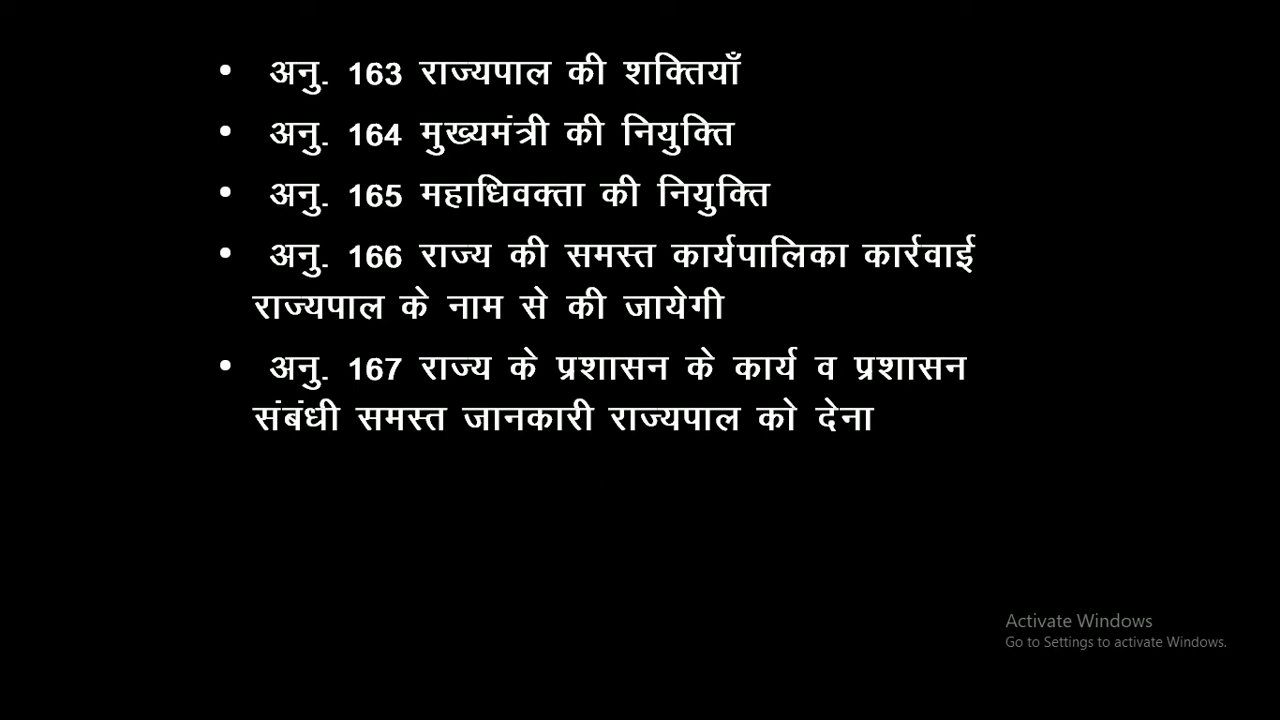 • अनु. 163 राज्यपाल की शक्तियाँ
• अनु. 164 मुख्यमंत्री की नियुक्ति
• अनु. 165 महाधिवक्ता की नियुक्ति
• अनु. 166 राज्य की समस्त कार्यपालिका कार्रवाई
राज्यपाल के नाम से की जायेगी
• अनु. 167 राज्य के प्रशासन के कार्य व प्रशासन
संबंधी समस्त जानकारी राज्यपाल को देना
Activate Windows
Go to Settings to activate Windows.